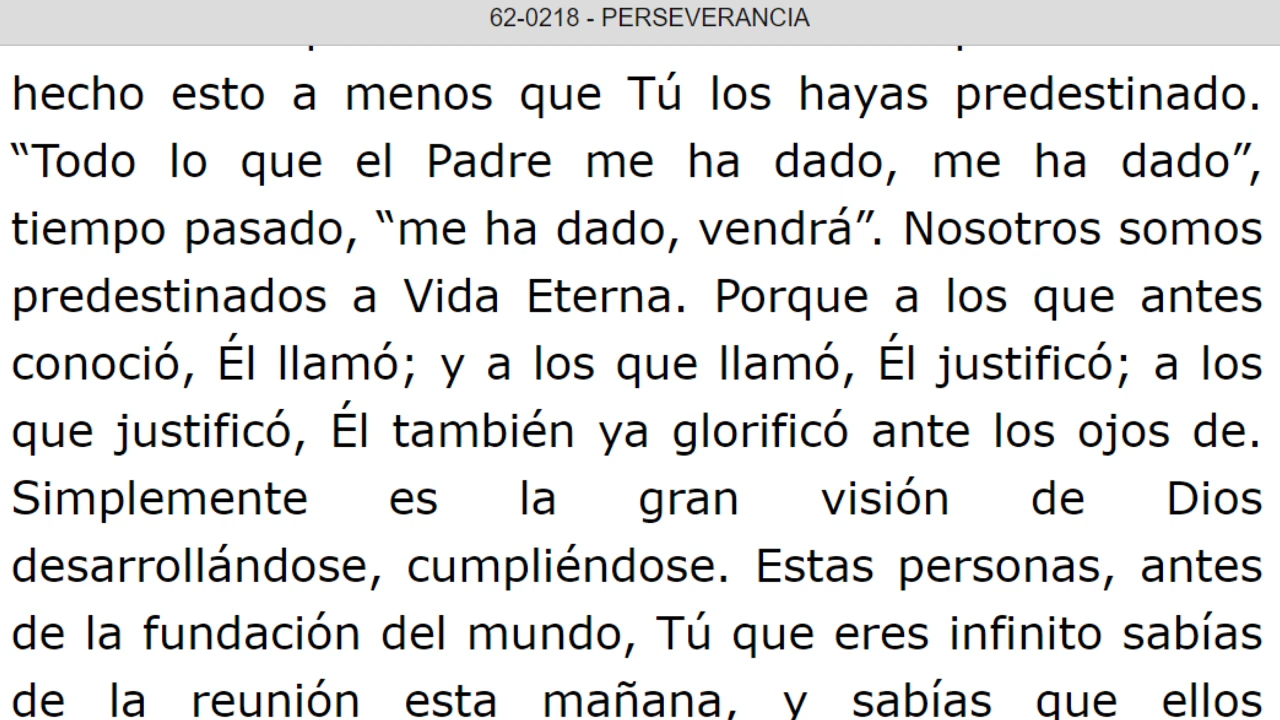 62-0218 - PERSEVERANCIA
hecho esto a menos que Tú los hayas predestinado.
“Todo lo que el Padre me ha dado, me ha dado”,
tiempo pasado, “me ha dado, vendrá”. Nosotros somos
predestinados a Vida Eterna. Porque a los que antes
conoció, Él llamó; y a los que llamó, Él justificó; a los
que justificó, Él también ya glorificó ante los ojos de.
Simplemente es la gran visión de Dios
desarrollándose, cumpliéndose. Estas personas, antes
de la fundación del mundo, Tú que eres infinito sabías
de la reunión esta mañana, y sabías que ellos